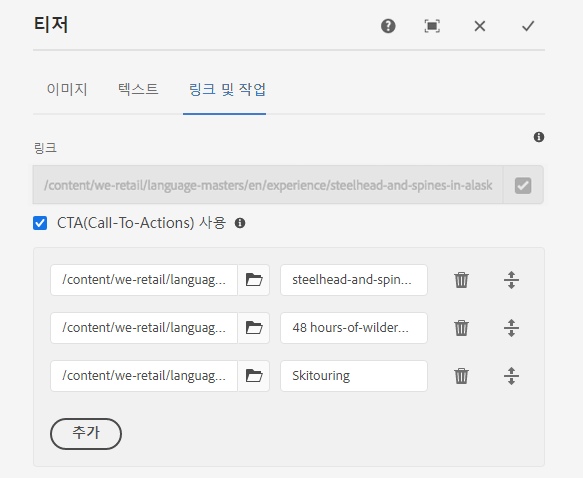 티저
이미지 텍스트 링크 및 작업
링크
/content/we-retail/language-masters/en/experience/steelhead-and-spines-in-alask
CTA(Call-To-Actions) 사용
/content/we-retail/languag... steelhead-and-spin...
/content/we-retail/languag... 48 hours-of-wilder...
/content/we-retail/languag... Skitouring
추가